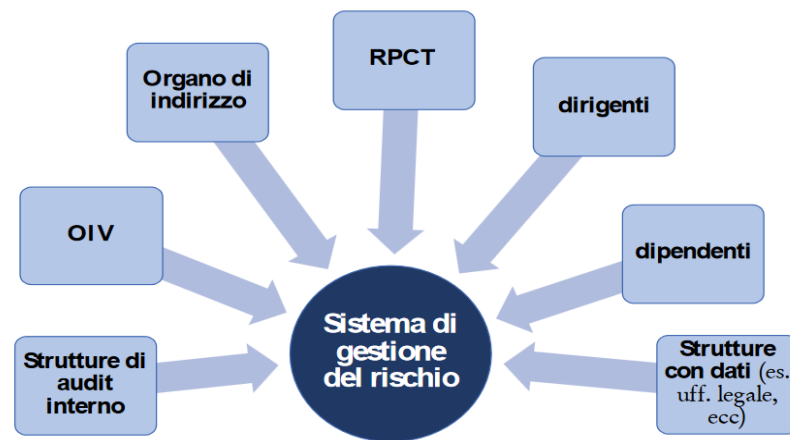 RPCT
Organo di
indirizzo
dirigenti
OIV
dipendenti
Sistema di
gestione
del rischio
Strutture di
audit
interno
Strutture
con dati (es.
uff. legale,
ecc)